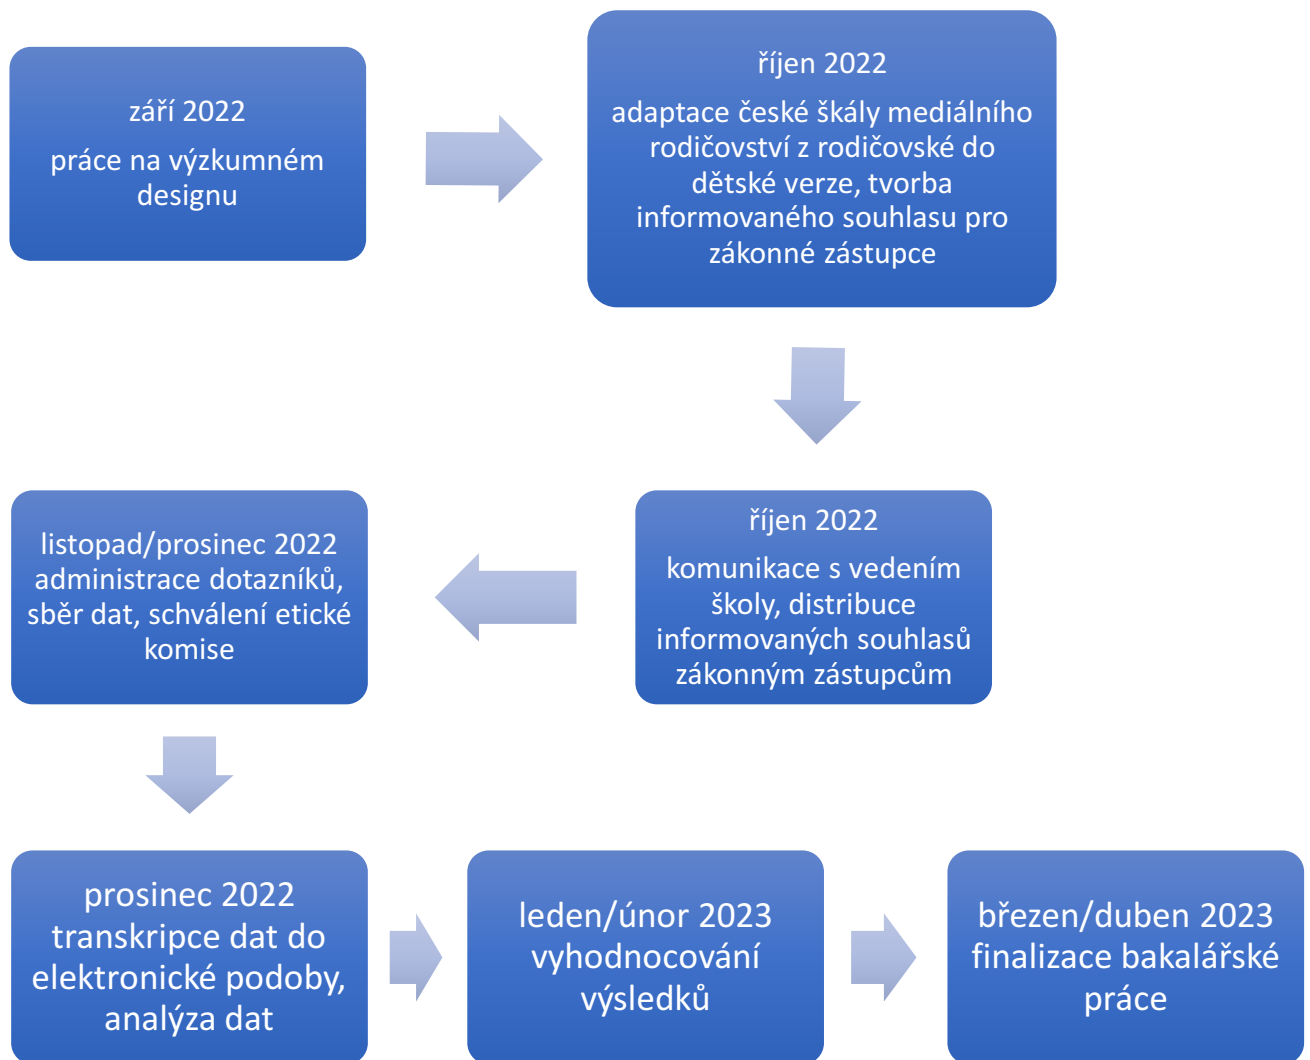 září 2022
práce na výzkumném
designu
říjen 2022
adaptace české škály mediálního
rodičovství z rodičovské do
dětské verze, tvorba
informovaného souhlasu pro
zákonné zástupce
říjen 2022
komunikace s vedením
školy, distribuce
informovaných souhlasů
zákonným zástupcům
listopad/prosinec 2022
administrace dotazníků,
sběr dat, schválení etické
komise
prosinec 2022
transkripce dat do
elektronické podoby,
analýza dat
leden/únor 2023
vyhodnocování
výsledků
březen/duben 2023
finalizace bakalářské
práce